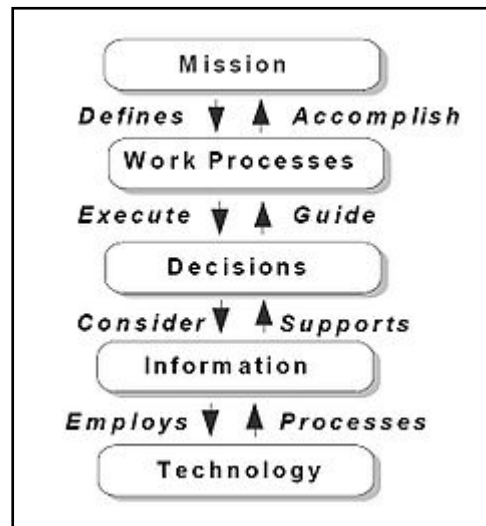 Mission
Defines Accomplish
Work Processes
Execute Guide
Decisions
Consider Supports
Information
Employs Processes
Technology